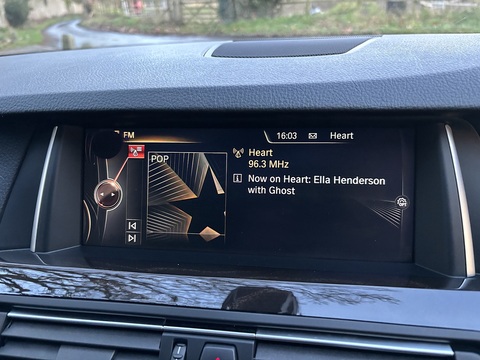 FM
16:03
Heart
POP
Heart
96.3 MHz
Now on Heart: Ella Henderson
with Ghost